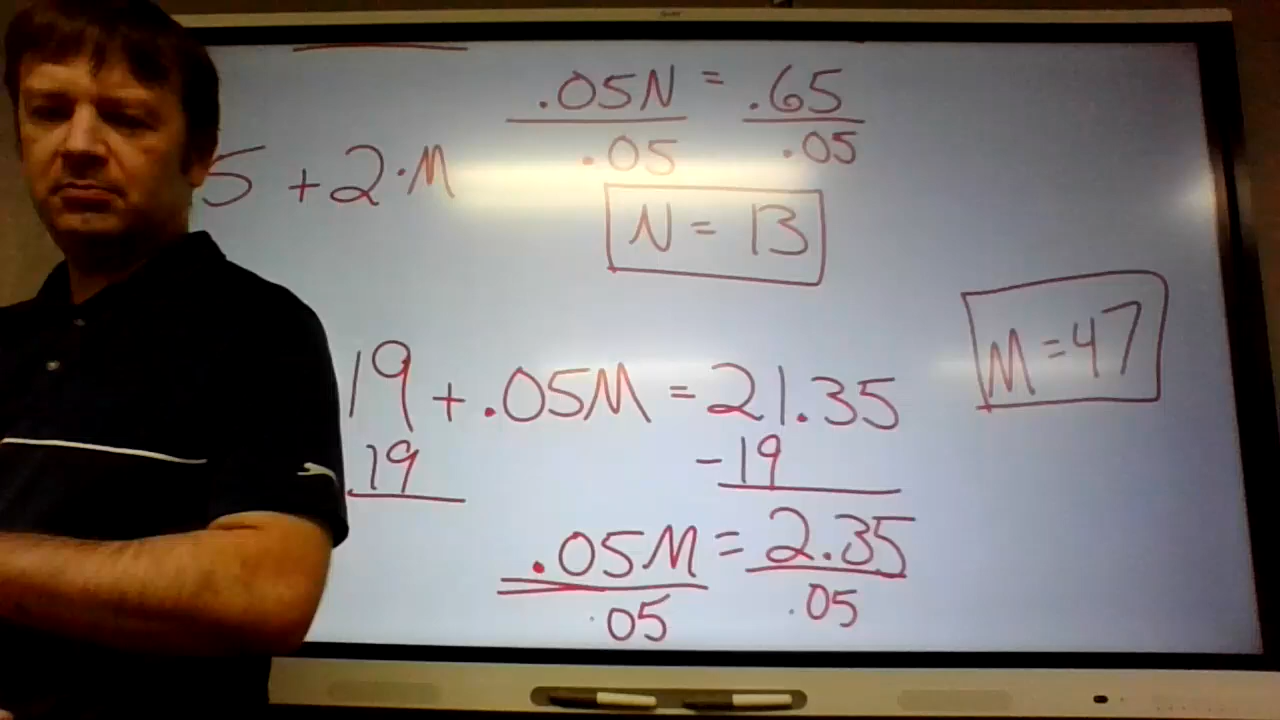 .05N = .65
.05 .05
5 + 2·M
N = 13
M = 47
19 + .05M = 21.35
19 -19
.05M = 2.35
.05 .05